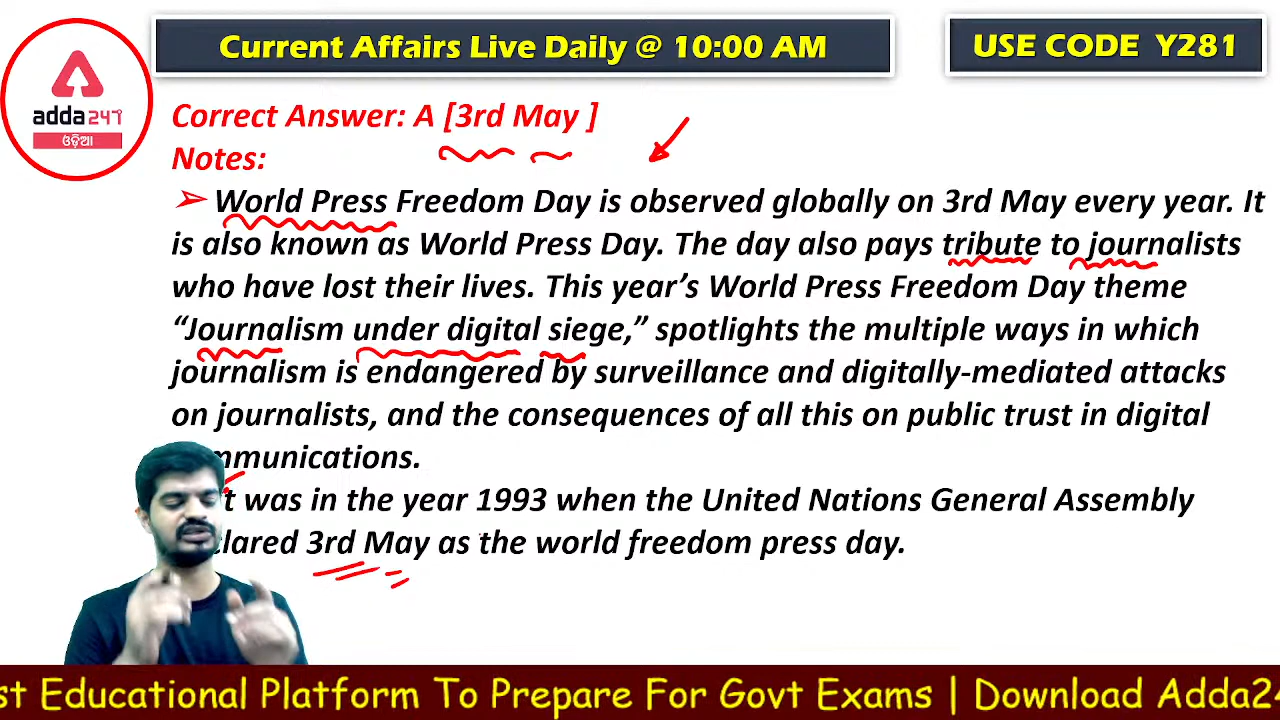 Current Affairs Live Daily @ 10:00 AM
USE CODE Y281
adda247
ଓଡ଼ିଆ
Correct Answer: A [3rd May ]
Notes:
➢ World Press Freedom Day is observed globally on 3rd May every year. It
is also known as World Press Day. The day also pays tribute to journalists
who have lost their lives. This year’s World Press Freedom Day theme
“Journalism under digital siege,” spotlights the multiple ways in which
journalism is endangered by surveillance and digitally-mediated attacks
on journalists, and the consequences of all this on public trust in digital
mmunications.
t was in the year 1993 when the United Nations General Assembly
clared 3rd May as the world freedom press day.
st Educational Platform To Prepare For Govt Exams | Download Adda24